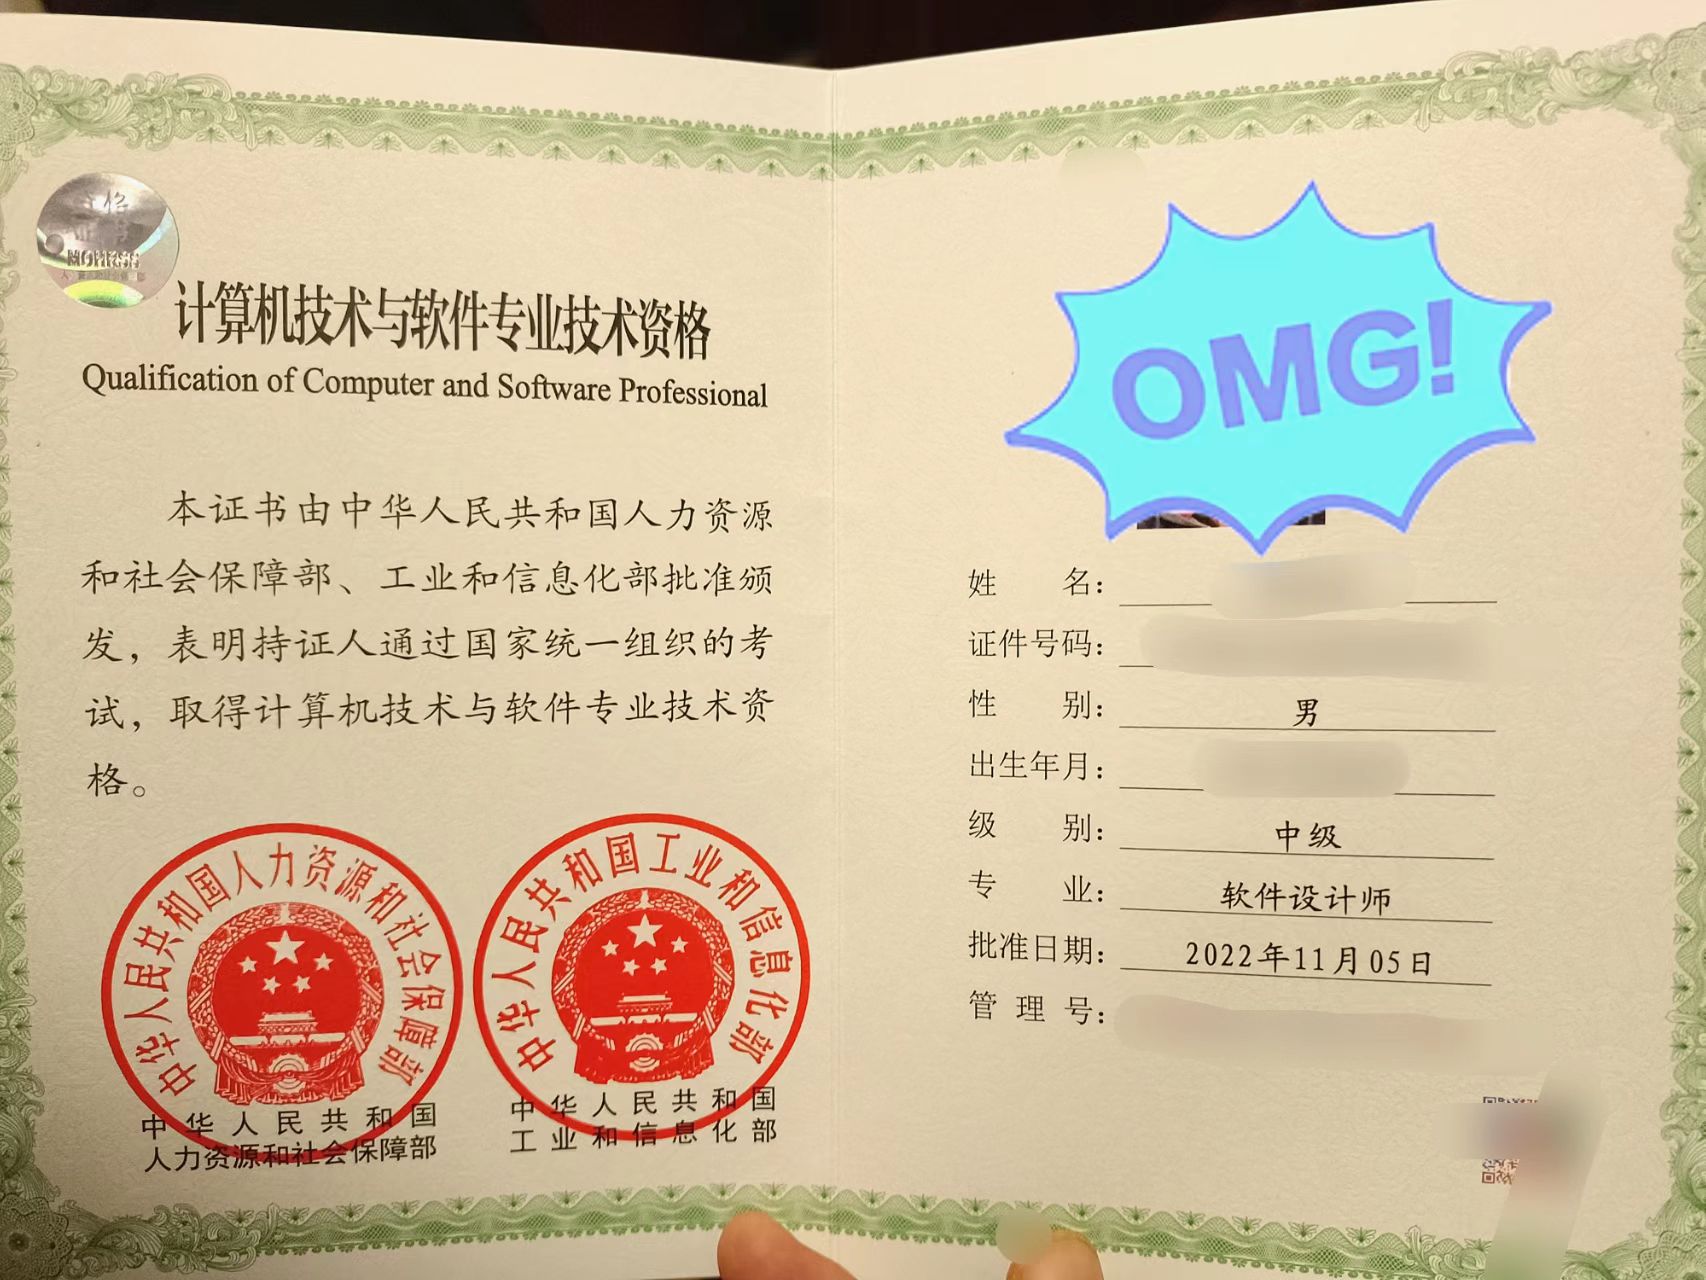 MOHRSS
计算机技术与软件专业技术资格
Qualification of Computer and Software Professional
本证书由中华人民共和国人力资源
和社会保障部、工业和信息化部批准颁
发，表明持证人通过国家统一组织的考
试，取得计算机技术与软件专业技术资
格。
中华人民共和国人力资源和社会保障部
中华人民共和国
人力资源和社会保障部
中华人民共和国工业和信息化部
中华人民共和国
工业和信息化部
OMG!
姓名：
证件号码：
性别：男
出生年月：
级别：中级
专业：软件设计师
批准日期：2022年11月05日
管理号：